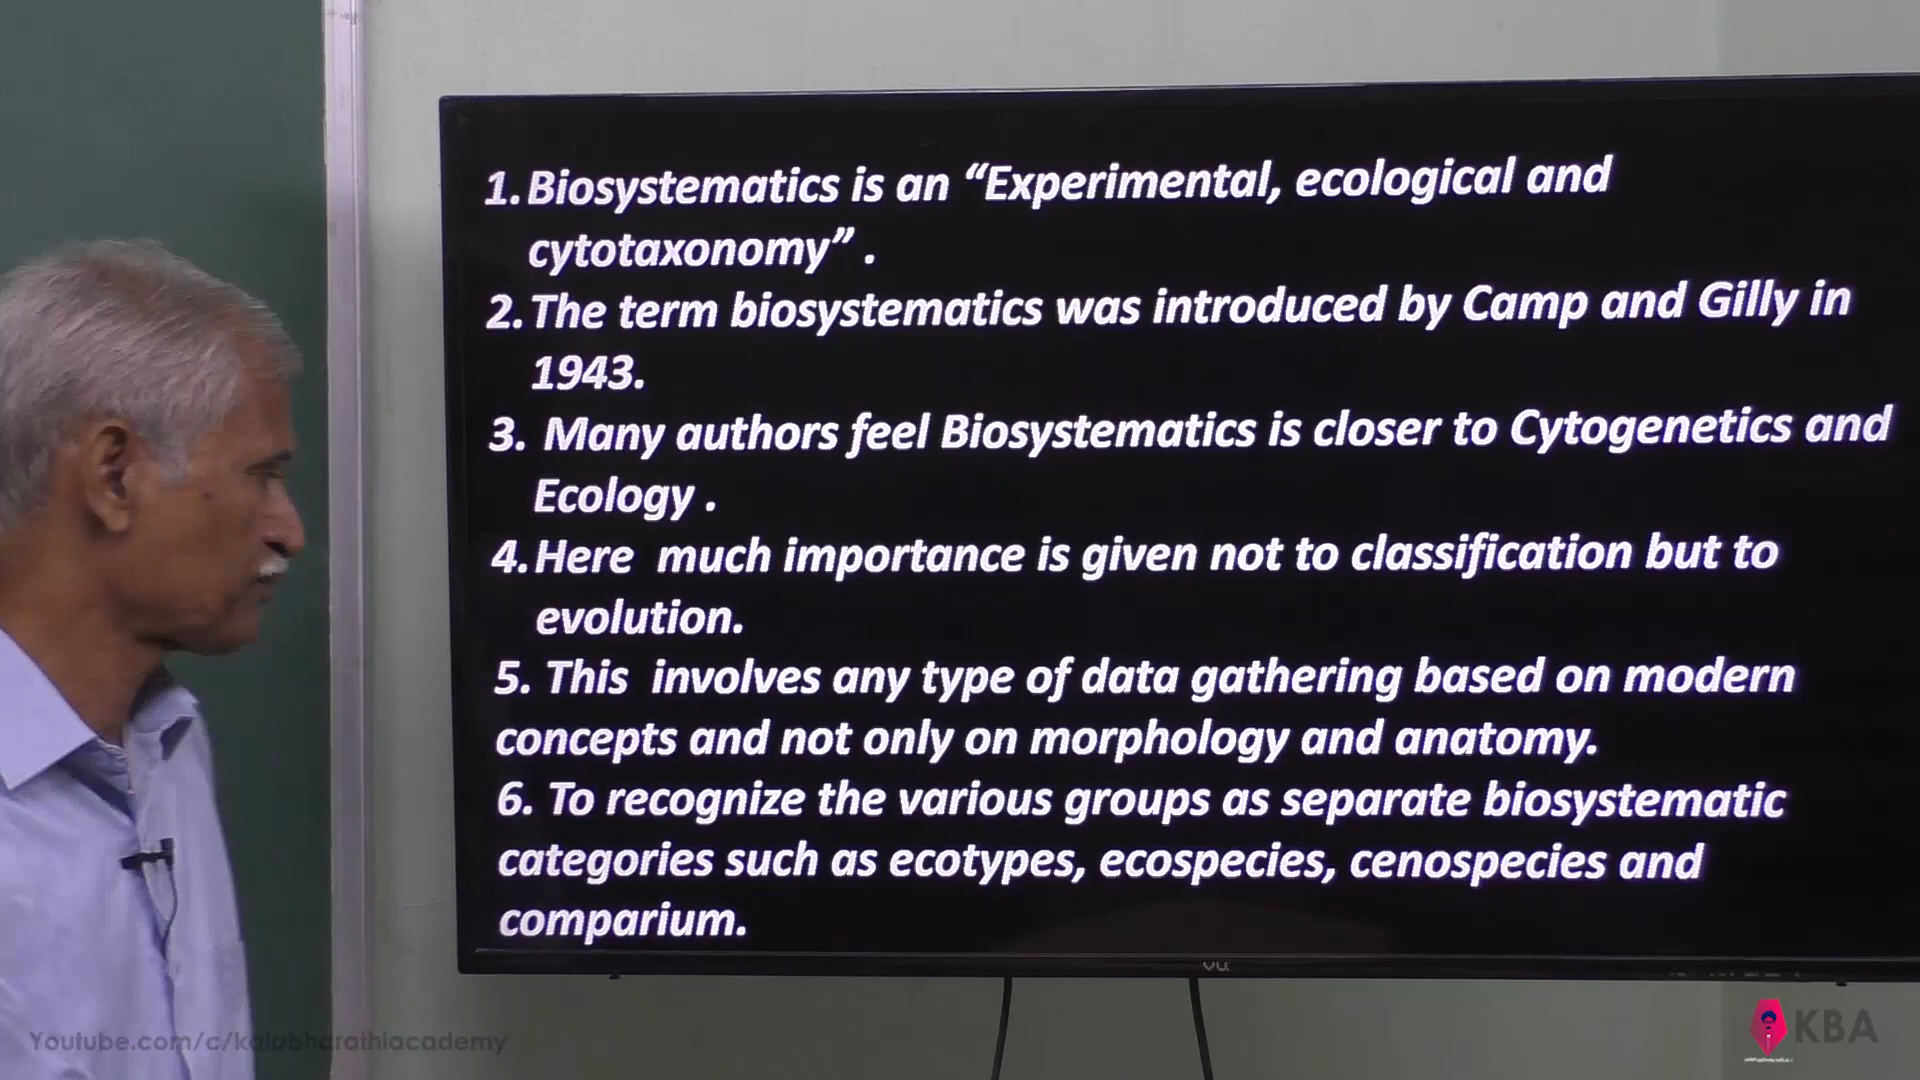 1. Biosystematics is an “Experimental, ecological and
cytotaxonomy” .
2. The term biosystematics was introduced by Camp and Gilly in
1943.
3. Many authors feel Biosystematics is closer to Cytogenetics and
Ecology .
4. Here much importance is given not to classification but to
evolution.
5. This involves any type of data gathering based on modern
concepts and not only on morphology and anatomy.
6. To recognize the various groups as separate biosystematic
categories such as ecotypes, ecospecies, cenospecies and
comparium.
vu
Youtube.com/c/kalabharathiacademy
KBA